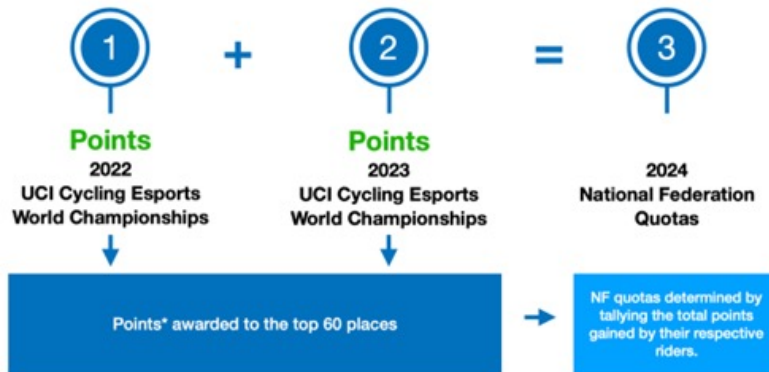 1 + 2 = 3
Points
2022
UCI Cycling Esports
World Championships
Points
2023
UCI Cycling Esports
World Championships
2024
National Federation
Quotas
Points* awarded to the top 60 places
NF quotas determined by
tallying the total points
gained by their respective
riders.